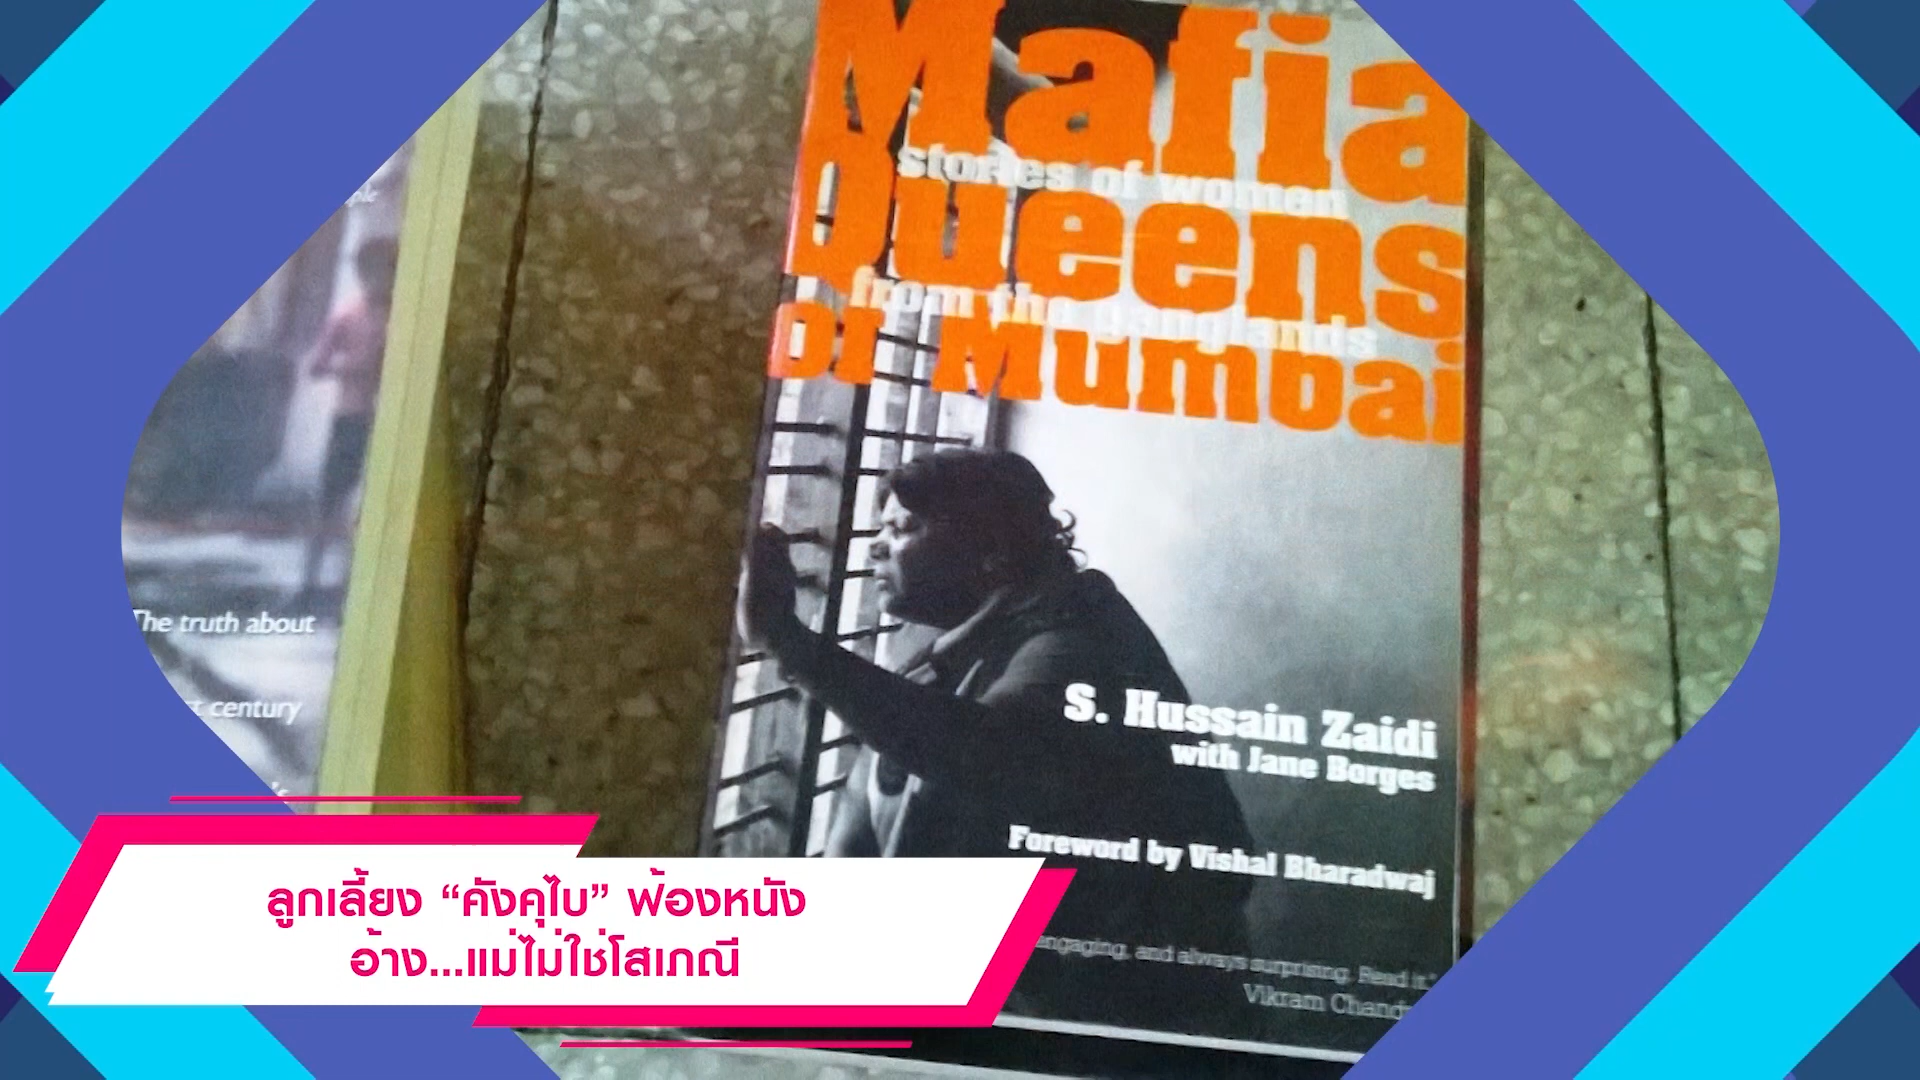 Mafia
stories of women
Queens
from the ganglands
of Mumbai
S. Hussain Zaidi
with Jane Borges
Foreword by Vishal Bharadwaj
engaging, and always surprising. Read it."
Vikram
The truth about
century
ลูกเลี้ยง “คังคุไบ” ฟ้องหนัง
อ้าง...แม่ไม่ใช่โสเภณี